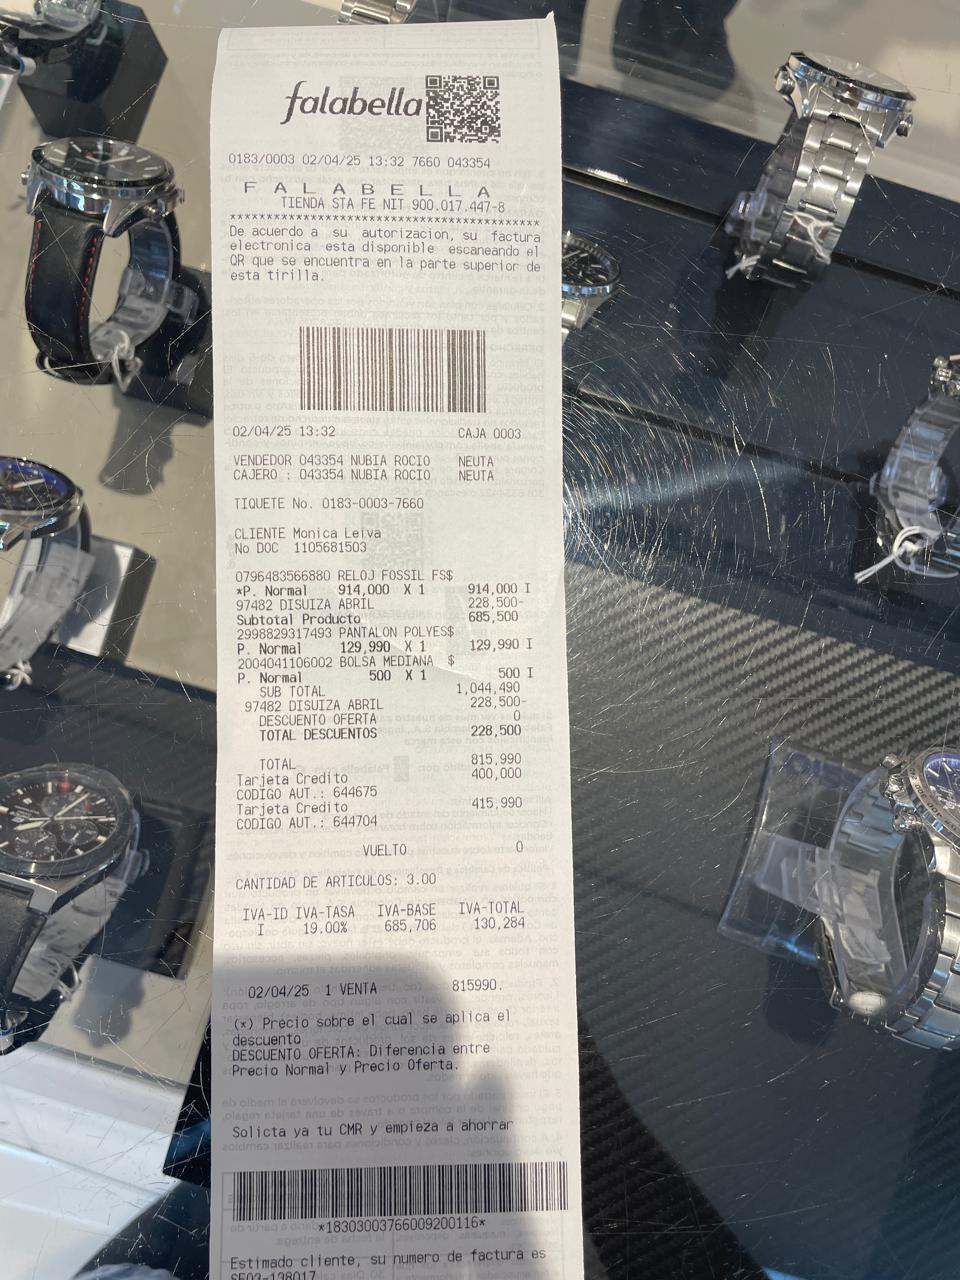 falabella
0183/0003 02/04/25 13:32 7660 043354
F A L A B E L L A
TIENDA STA FE NIT 900.017.447-8
****************************************
De acuerdo a su autorizacion, su factura
electronica esta disponible escaneando el
QR que se encuentra en la parte superior de
esta tirilla.
02/04/25 13:32 CAJA 0003
VENDEDOR 043354 NUBIA ROCIO NEUTA
CAJERO : 043354 NUBIA ROCIO NEUTA
TIQUETE No. 0183-0003-7660
CLIENTE Monica Leiva
No DOC 1105681503
0796483566880 RELOJ FOSSIL FS$
*P. Normal 914,000 X 1 914,000 I
97482 DISUIZA ABRIL 228,500-
Subtotal Producto 685,500
2998829317493 PANTALON POLYES$
P. Normal 129,990 X 1 129,990 I
2004041106002 BOLSA MEDIANA $
P. Normal 500 X 1 500 I
SUB TOTAL 1,044,490
97482 DISUIZA ABRIL 228,500-
DESCUENTO OFERTA 0
TOTAL DESCUENTOS 228,500
TOTAL 815,990
Tarjeta Credito 400,000
CODIGO AUT.: 644675
Tarjeta Credito 415,990
CODIGO AUT.: 644704
VUELTO 0
CANTIDAD DE ARTICULOS: 3.00
IVA-ID IVA-TASA IVA-BASE IVA-TOTAL
I 19.00% 685,706 130,284
02/04/25 1 VENTA 815990.
(*) Precio sobre el cual se aplica el
descuento
DESCUENTO OFERTA: Diferencia entre
Precio Normal y Precio Oferta.
Solicta ya tu CMR y empieza a ahorrar
*18303003766009200116*
Estimado cliente, su numero de factura es
SE03-138017